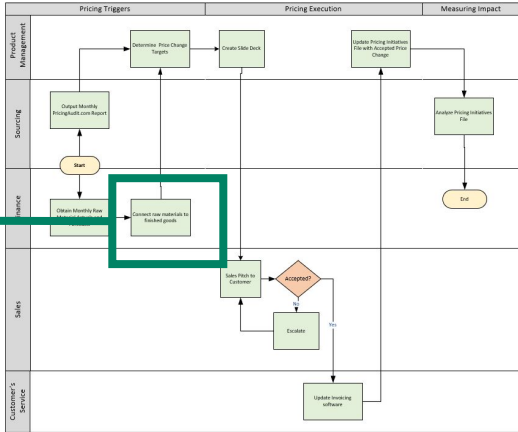 Pricing Triggers
Pricing Execution
Measuring Impact
Product
Management
Determine Price Change
Targets
Create Slide Deck
Update Pricing Initiatives
File with Accepted Price
Change
Sourcing
Output Monthly
PricingAudit.com Report
Analyze Pricing Initiatives
File
Start
Obtain Monthly Raw
Connect raw materials to
finished goods
End
Sales
Sales Pitch to
Customer
Accepted?
No
Yes
Escalate
Customer's
Service
Update Invoicing
software